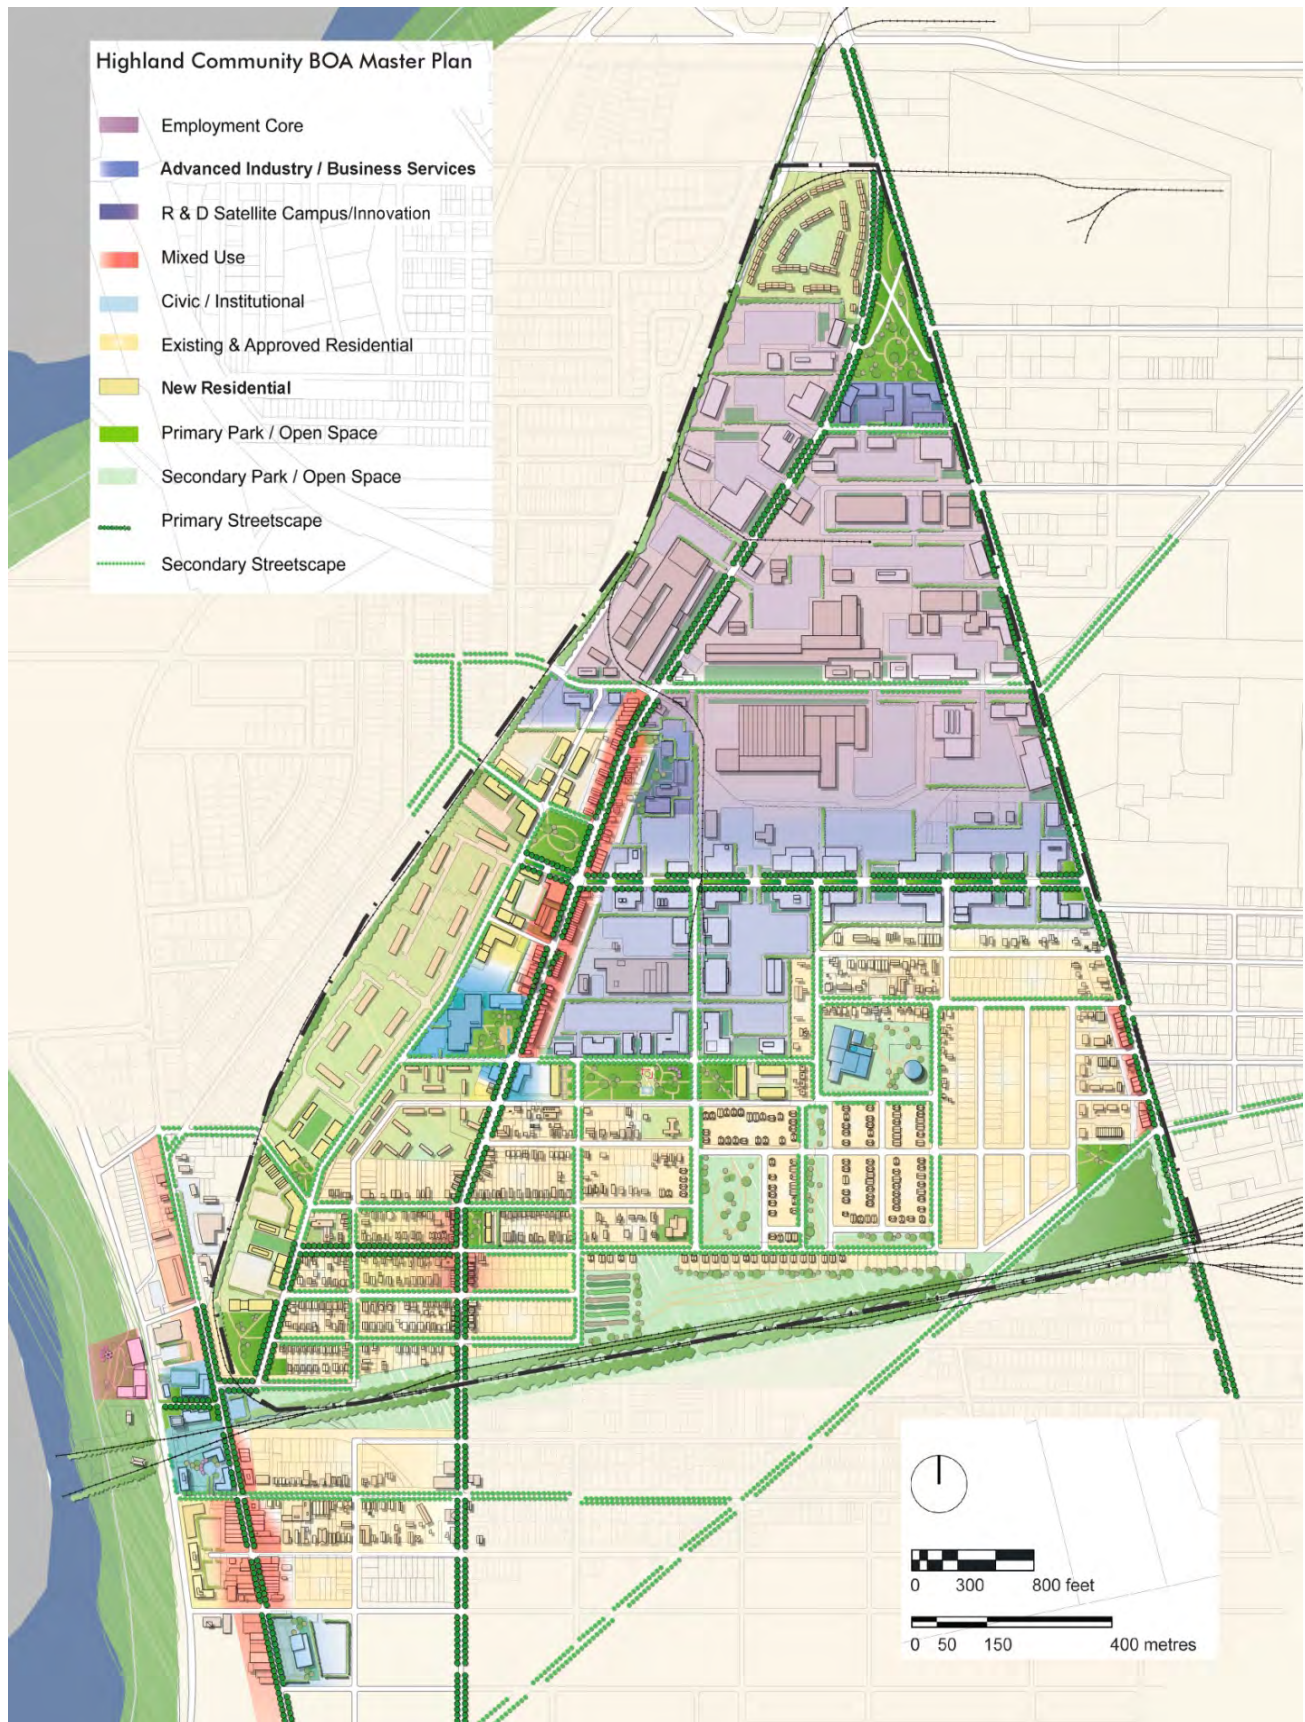 Highland Community BOA Master Plan
Employment Core
Advanced Industry / Business Services
R & D Satellite Campus/Innovation
Mixed Use
Civic / Institutional
Existing & Approved Residential
New Residential
Primary Park / Open Space
Secondary Park / Open Space
Primary Streetscape
Secondary Streetscape
0 300 800 feet
0 50 150 400 metres